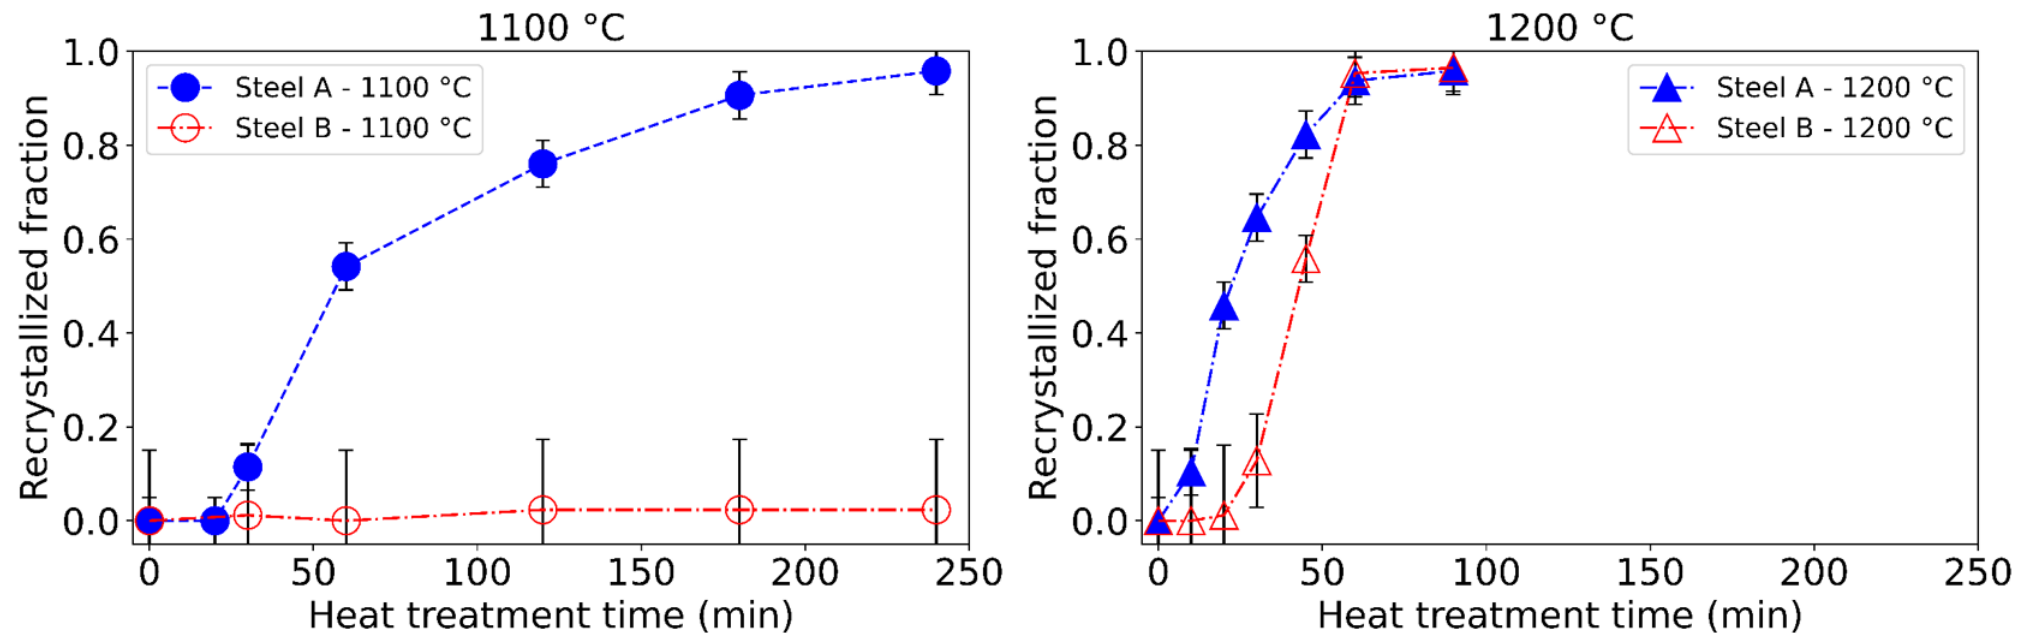 1100 °C
1.0
0.8
0.6
0.4
0.2
0.0
Recrystallized fraction
Steel A - 1100 °C
Steel B - 1100 °C
0 50 100 150 200 250
Heat treatment time (min)
1200 °C
1.0
0.8
0.6
0.4
0.2
0.0
Recrystallized fraction
Steel A - 1200 °C
Steel B - 1200 °C
0 50 100 150 200 250
Heat treatment time (min)